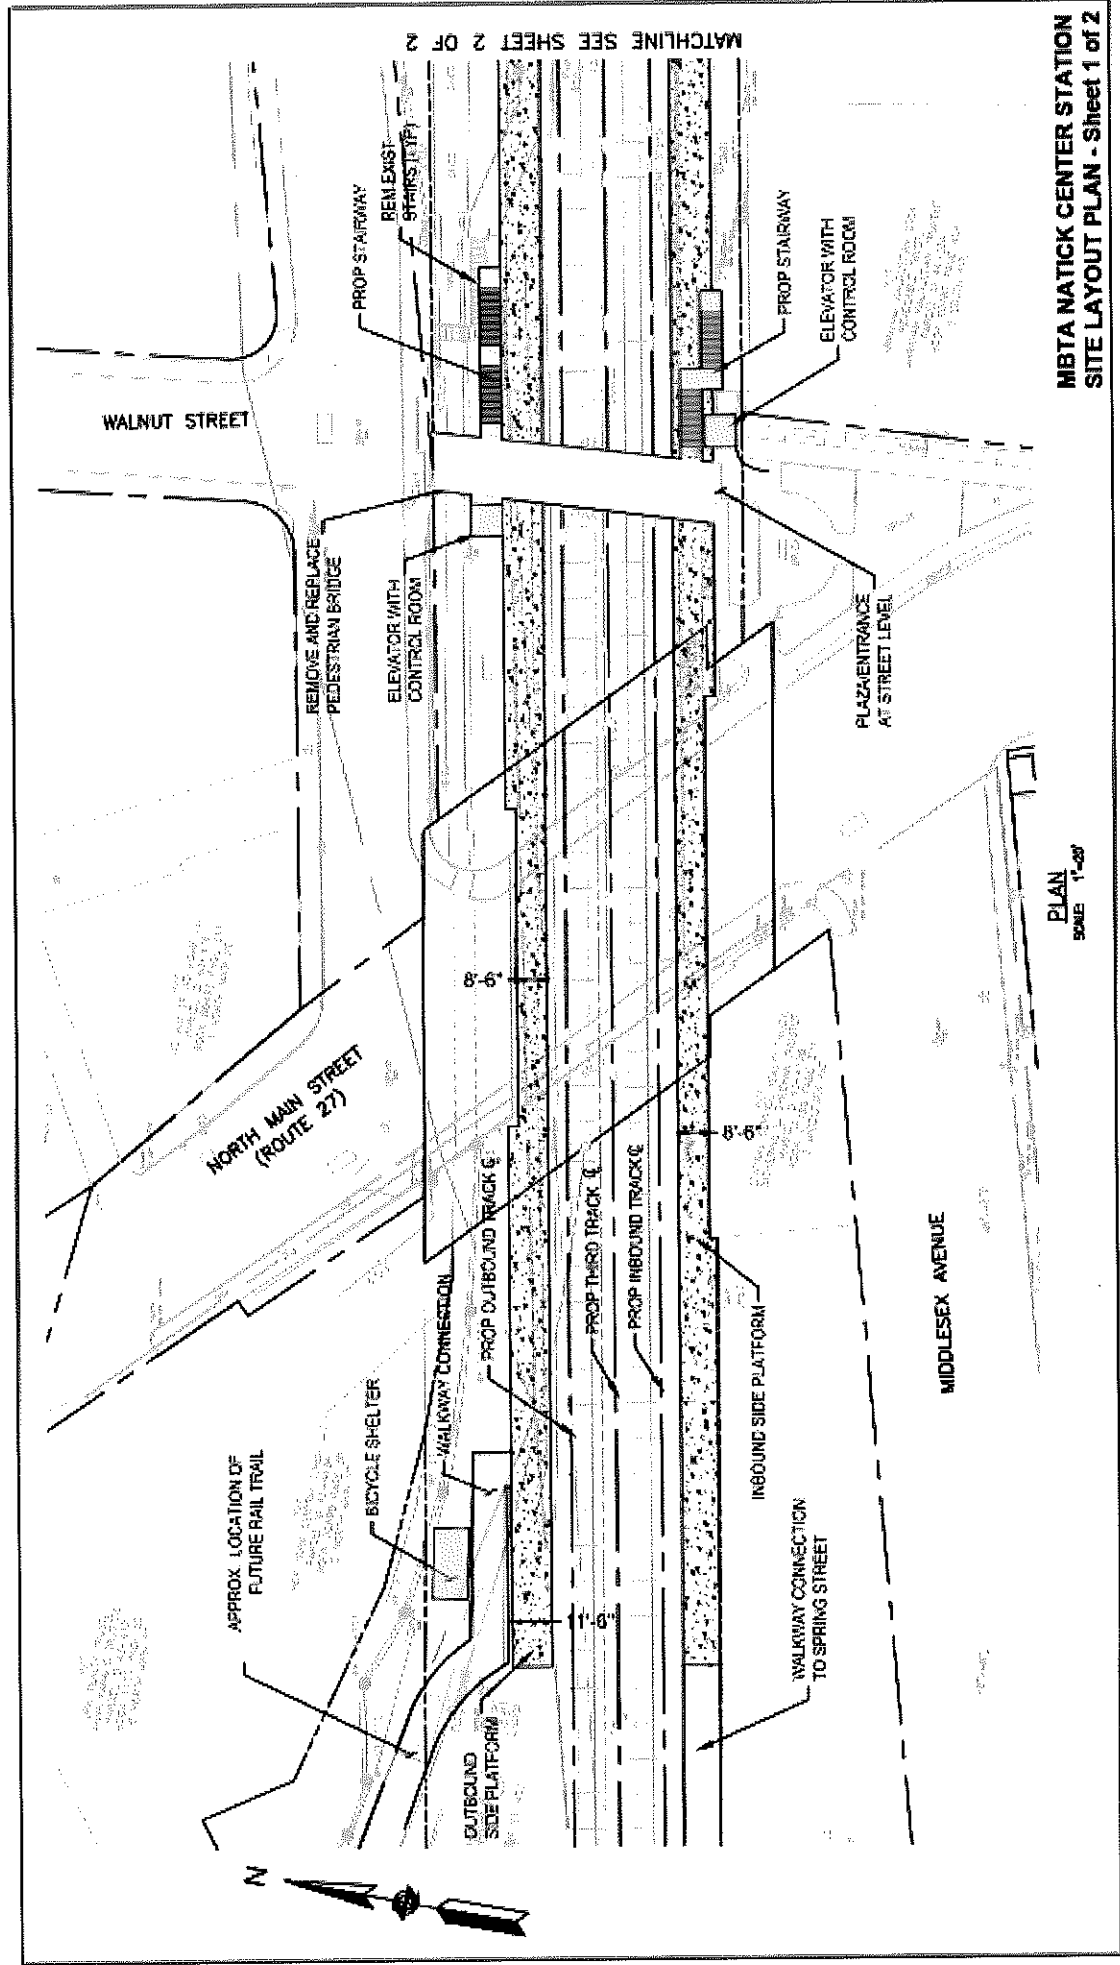 MATCHLINE SEE SHEET 2 OF 2
WALNUT STREET
PROP STAIRWAY
REM EXIST
STAIRS (TYP)
REMOVE AND REPLACE
PEDESTRIAN BRIDGE
ELEVATOR WITH
CONTROL ROOM
NORTH MAIN STREET
(ROUTE 27)
8'-6"
APPROX. LOCATION OF
FUTURE RAIL TRAIL
BICYCLE SHELTER
WALKWAY CONNECTION
PROP OUTBOUND TRACK ℄
PROP THIRD TRACK ℄
PROP INBOUND TRACK ℄
OUTBOUND
SIDE PLATFORM
N
PROP STAIRWAY
ELEVATOR WITH
CONTROL ROOM
PLAZA/ENTRANCE
AT STREET LEVEL
8'-6"
INBOUND SIDE PLATFORM
WALKWAY CONNECTION
TO SPRING STREET
MIDDLESEX AVENUE
PLAN
SCALE: 1"=20'
MBTA NATICK CENTER STATION
SITE LAYOUT PLAN - Sheet 1 of 2